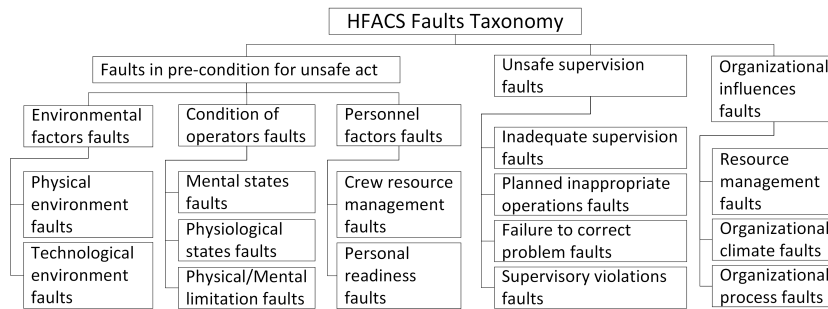 HFACS Faults Taxonomy
Faults in pre-condition for unsafe act
Unsafe supervision
faults
Organizational
influences
faults
Environmental
factors faults
Condition of
operators faults
Personnel
factors faults
Physical
environment
faults
Technological
environment
faults
Mental states
faults
Physiological
states faults
Physical/Mental
limitation faults
Crew resource
management
faults
Personal
readiness
faults
Inadequate supervision
faults
Planned inappropriate
operations faults
Failure to correct
problem faults
Supervisory violations
faults
Resource
management
faults
Organizational
climate faults
Organizational
process faults